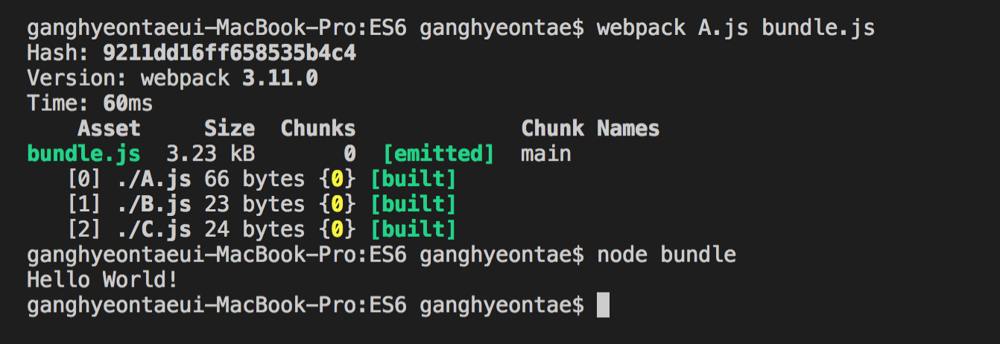 ganghyeontaeui-MacBook-Pro:ES6 ganghyeontae$ webpack A.js bundle.js
Hash: 9211dd16ff658535b4c4
Version: webpack 3.11.0
Time: 60ms
    Asset     Size  Chunks             Chunk Names
bundle.js  3.23 kB       0  [emitted]  main
   [0] ./A.js 66 bytes {0} [built]
   [1] ./B.js 23 bytes {0} [built]
   [2] ./C.js 24 bytes {0} [built]
ganghyeontaeui-MacBook-Pro:ES6 ganghyeontae$ node bundle
Hello World!
ganghyeontaeui-MacBook-Pro:ES6 ganghyeontae$